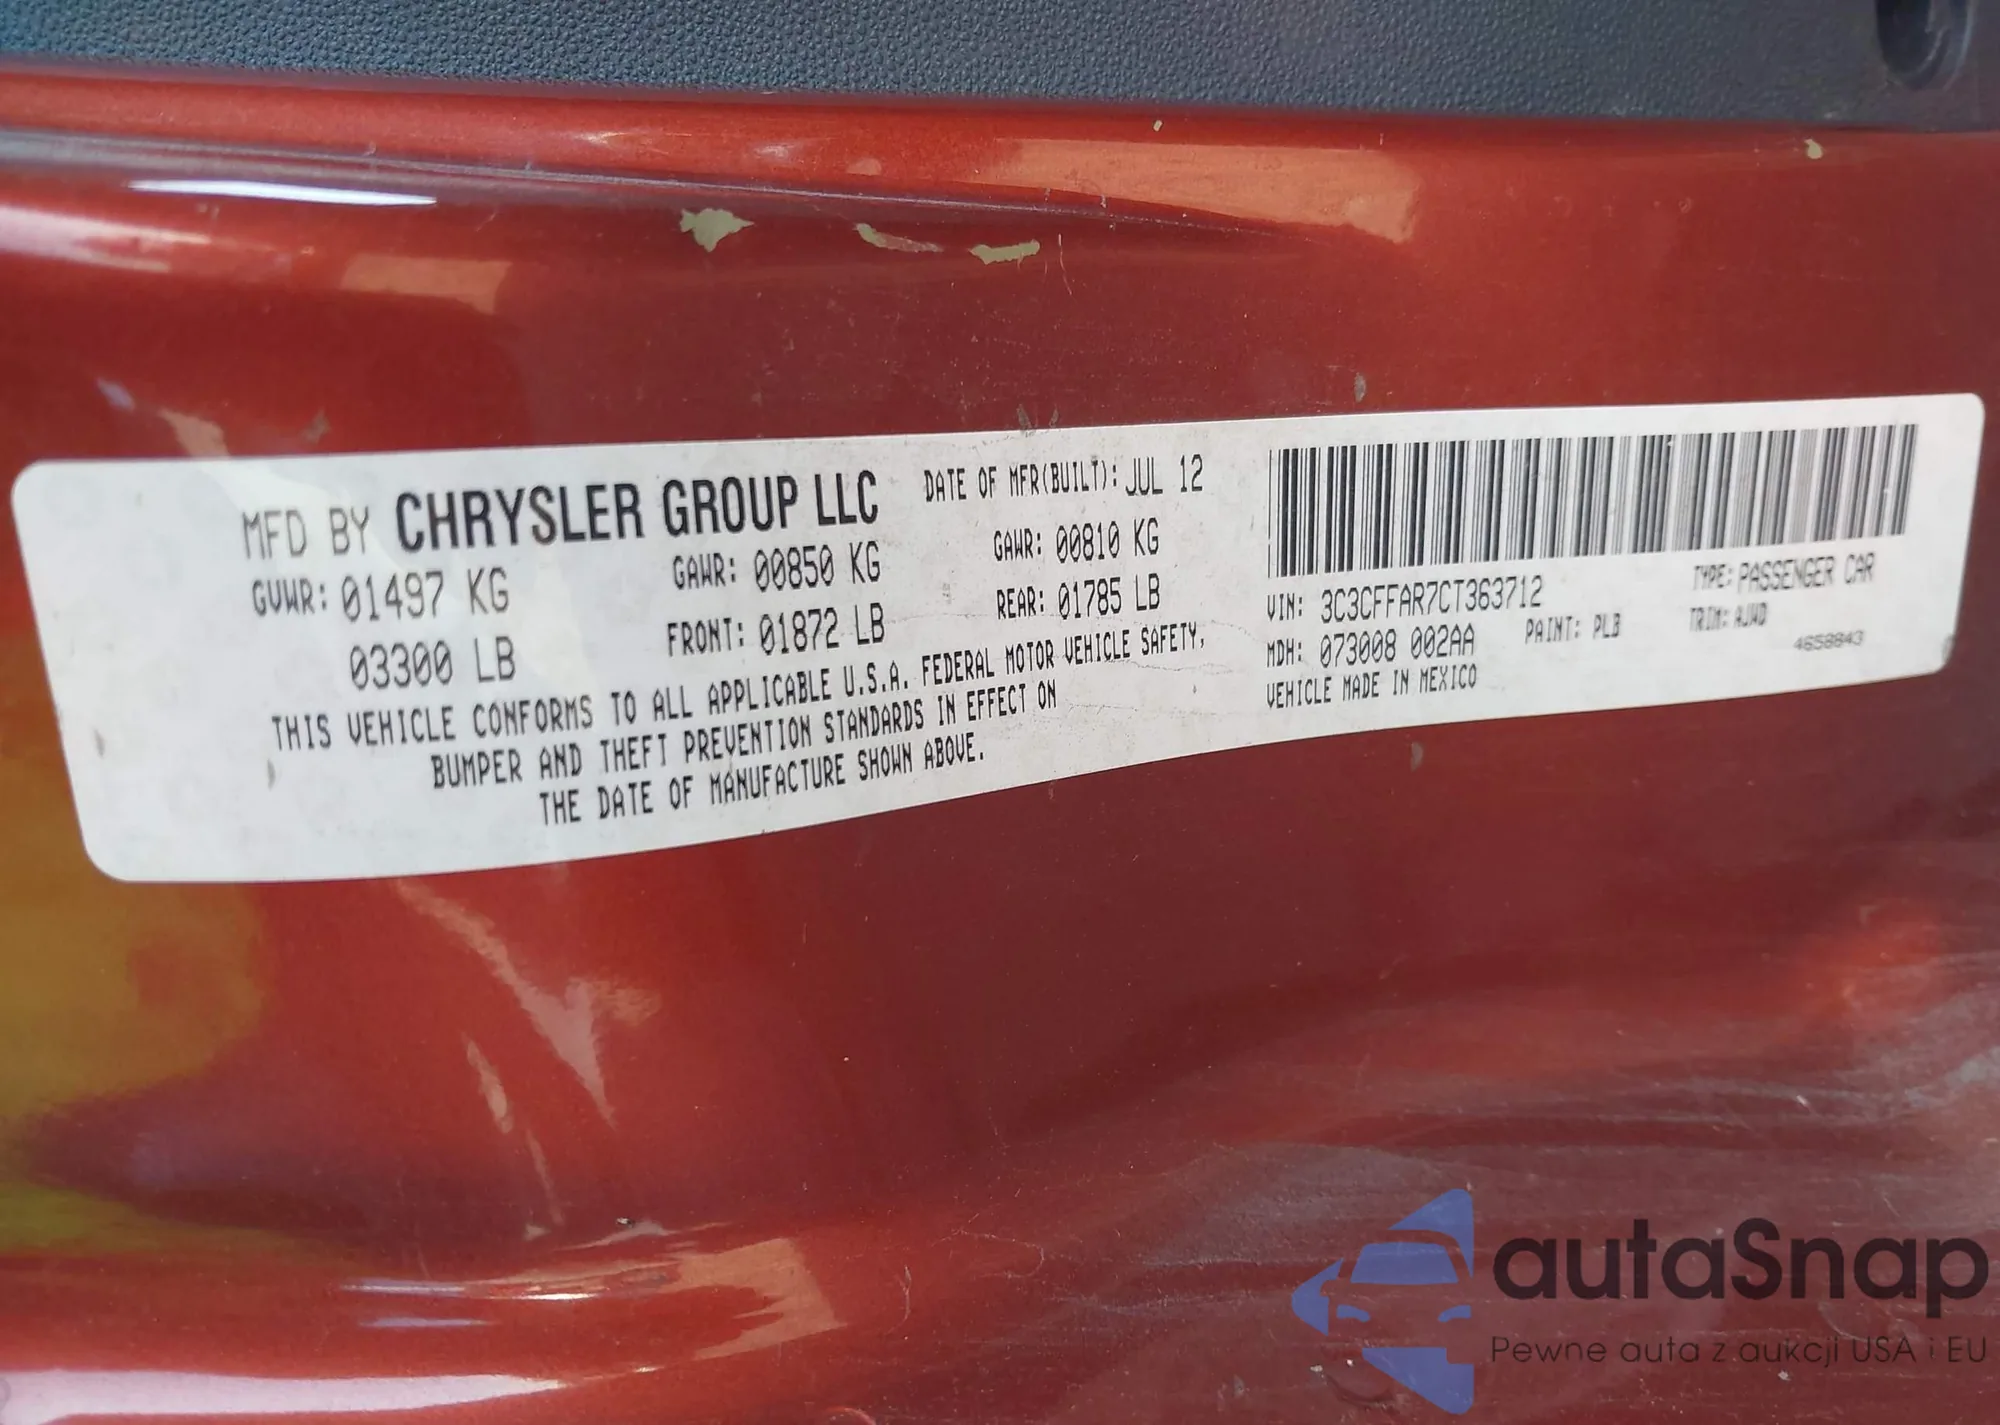 MFD BY CHRYSLER GROUP LLC
DATE OF MFR(BUILT): JUL 12
GVWR: 01497 KG
03300 LB
GAWR: 00850 KG
FRONT: 01872 LB
GAWR: 00810 KG
REAR: 01785 LB
THIS VEHICLE CONFORMS TO ALL APPLICABLE U.S.A. FEDERAL MOTOR VEHICLE SAFETY,
BUMPER AND THEFT PREVENTION STANDARDS IN EFFECT ON
THE DATE OF MANUFACTURE SHOWN ABOVE.
VIN: 3C3CFFAR7CT363712
TYPE: PASSENGER CAR
MDH: 073008 002AA
PAINT: PLB
TRIM: AJWD
4658843
VEHICLE MADE IN MEXICO
autaSnap
Pewne auta z aukcji USA i EU